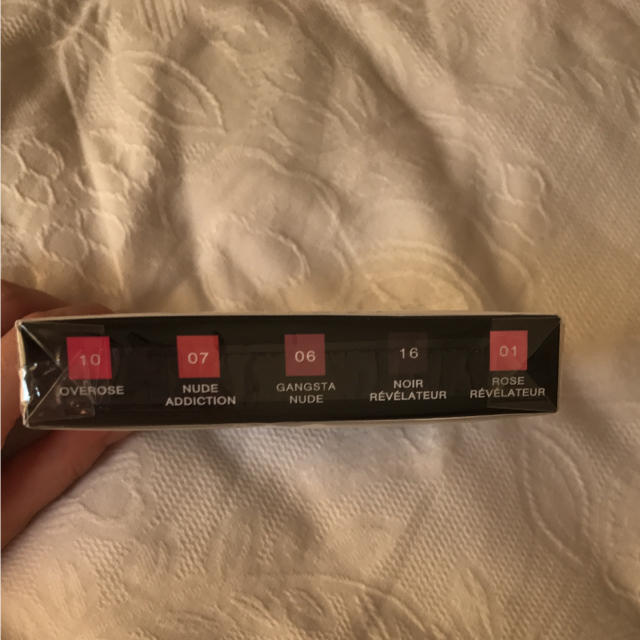 10
OVEROSE
07
NUDE
ADDICTION
06
GANGSTA
NUDE
16
NOIR
RÉVÉLATEUR
01
ROSE
RÉVÉLATEUR